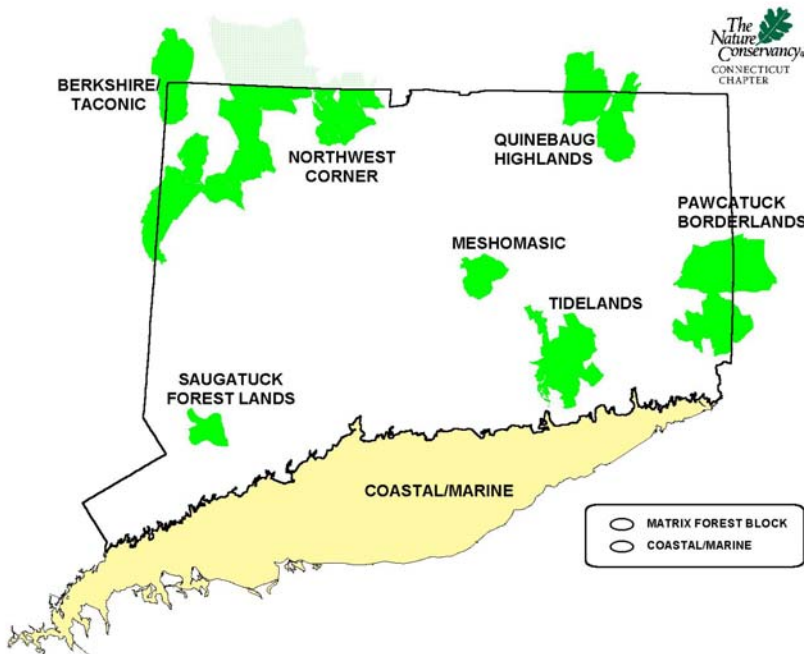 The
Nature
Conservancy
CONNECTICUT
CHAPTER
BERKSHIRE/
TACONIC
NORTHWEST
CORNER
QUINEBAUG
HIGHLANDS
PAWCATUCK
BORDERLANDS
MESHOMASIC
TIDELANDS
SAUGATUCK
FOREST LANDS
COASTAL/MARINE
MATRIX FOREST BLOCK
COASTAL/MARINE